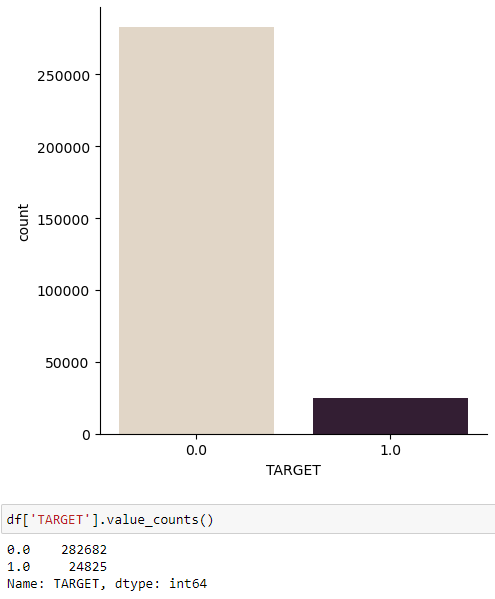 250000
200000
150000
100000
50000
0
count
0.0 1.0
TARGET
df['TARGET'].value_counts()
0.0    282682
1.0     24825
Name: TARGET, dtype: int64